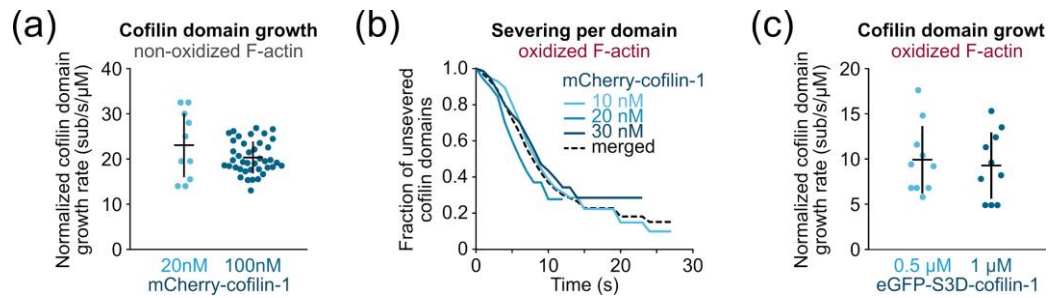 (a)
Cofilin domain growth
non-oxidized F-actin
Normalized cofilin domain
growth rate (sub/s/µM)
40
30
20
10
0
20nM 100nM
mCherry-cofilin-1
(b)
Severing per domain
oxidized F-actin
mCherry-cofilin-1
10 nM
20 nM
30 nM
merged
Fraction of unsevered
cofilin domains
1.0
0.8
0.6
0.4
0.2
0
0 10 20 30
Time (s)
(c)
Cofilin domain growt
oxidized F-actin
Normalized cofilin domain
growth rate (sub/s/µM)
20
15
10
5
0
0.5 µM 1 µM
eGFP-S3D-cofilin-1